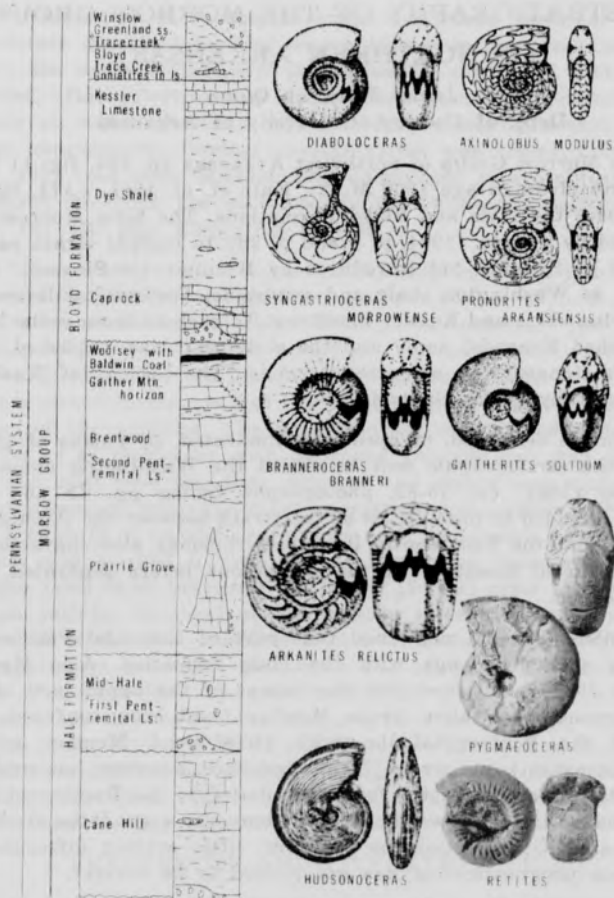 Winslow
Greenland ss.
"Tracecreek"
Bloyd
Trace Creek
Goniatites in ls.
Kessler
Limestone
Dye Shale
Caprock
Woolsey with
Baldwin Coal
Gaither Mtn.
horizon
Brentwood
"Second Pent-
remital Ls."
Prairie Grove
Mid-Hale
"First Pent-
remital Ls."
Cane Hill
PENNSYLVANIAN SYSTEM
MORROW GROUP
BLOYD FORMATION
HALE FORMATION
DIABOLOCERAS
AXINOLOBUS MODULUS
SYNGASTRIOCERAS
MORROWENSE
PRONORITES
ARKANSIENSIS
BRANNEROCERAS
BRANNERI
GAITHERITES SOLIDUM
ARKANITES RELICTUS
PYGMAEOCERAS
HUDSONOCERAS
RETITES